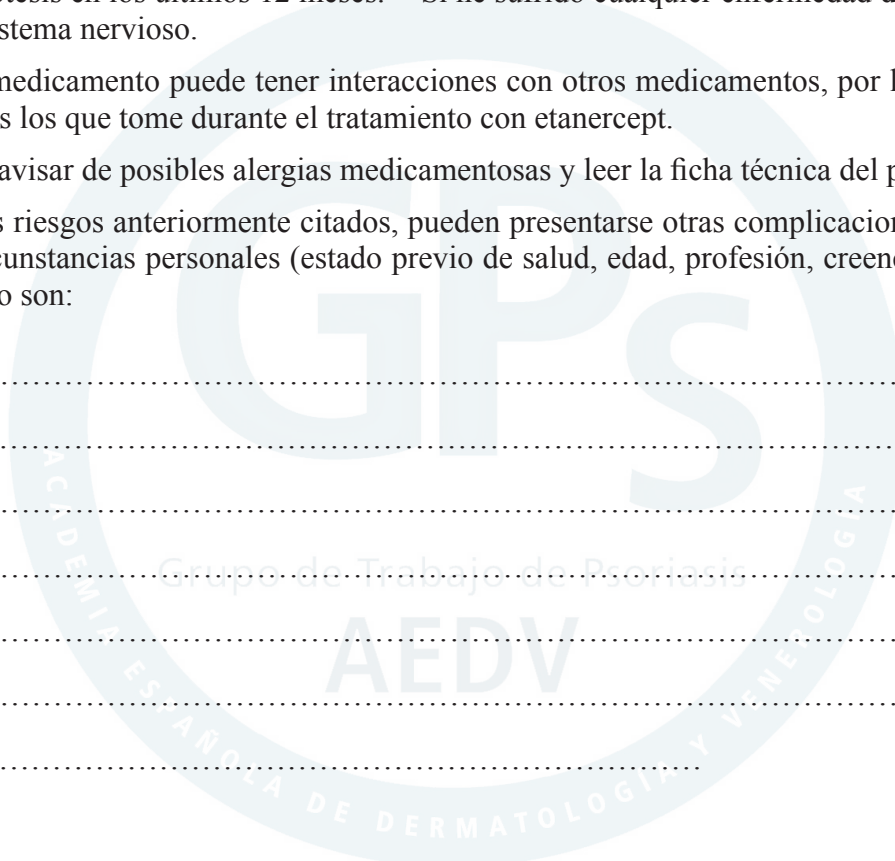 tesis en los últimos 12 meses. Si he sufrido cualquier enfermedad d
stema nervioso.
medicamento puede tener interacciones con otros medicamentos, por l
s los que tome durante el tratamiento con etanercept.
avisar de posibles alergias medicamentosas y leer la ficha técnica del p
s riesgos anteriormente citados, pueden presentarse otras complicacion
cunstancias personales (estado previo de salud, edad, profesión, creenc
o son:
GPs
Grupo de Trabajo de Psoriasis
AEDV
ACADEMIA ESPAÑOLA DE DERMATOLOGÍA Y VENEROLOGÍA